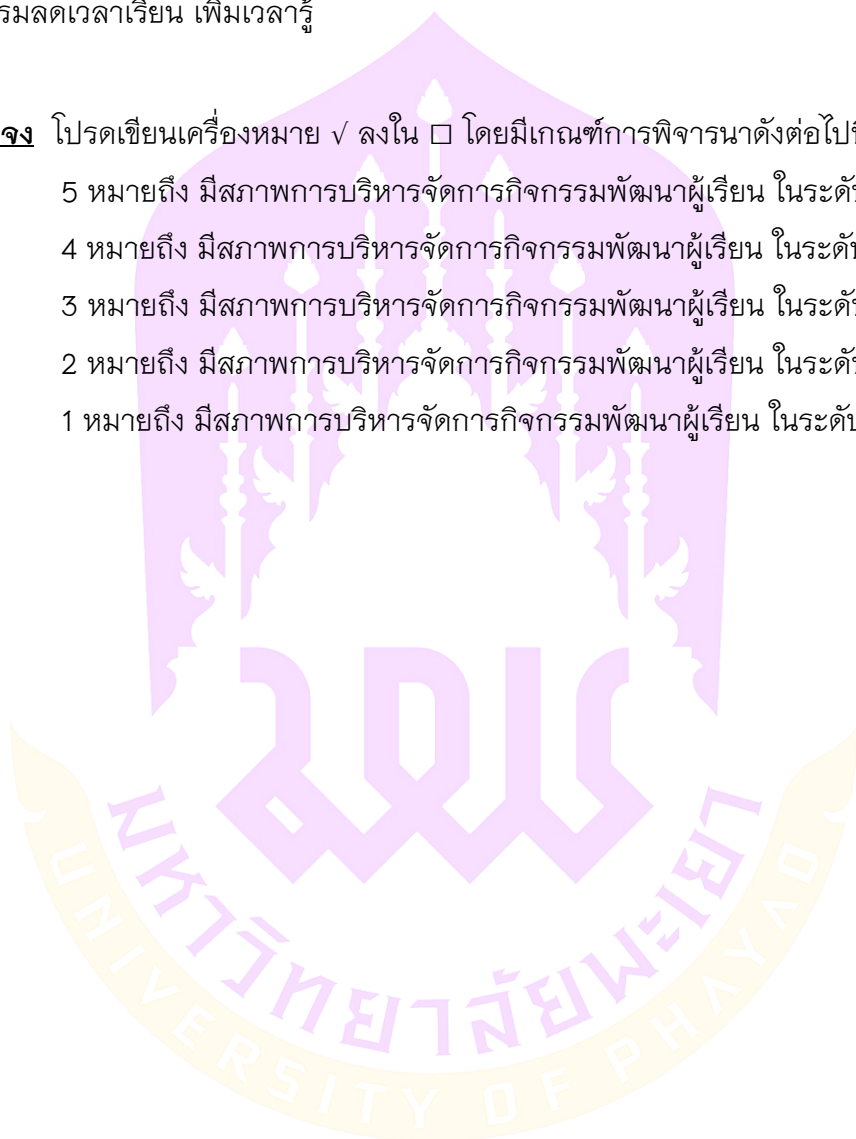 รมลดเวลาเรียน เพิ่มเวลารู้
จง โปรดเขียนเครื่องหมาย √ ลงใน □ โดยมีเกณฑ์การพิจารนาดังต่อไปนี
5 หมายถึง มีสภาพการบริหารจัดการกิจกรรมพัฒนาผู้เรียน ในระดับ
4 หมายถึง มีสภาพการบริหารจัดการกิจกรรมพัฒนาผู้เรียน ในระดับ
3 หมายถึง มีสภาพการบริหารจัดการกิจกรรมพัฒนาผู้เรียน ในระดับ
2 หมายถึง มีสภาพการบริหารจัดการกิจกรรมพัฒนาผู้เรียน ในระดับ
1 หมายถึง มีสภาพการบริหารจัดการกิจกรรมพัฒนาผู้เรียน ในระดับ
มหาวิทยาลัยพะเยา
UNIVERSITY OF PHAYAO